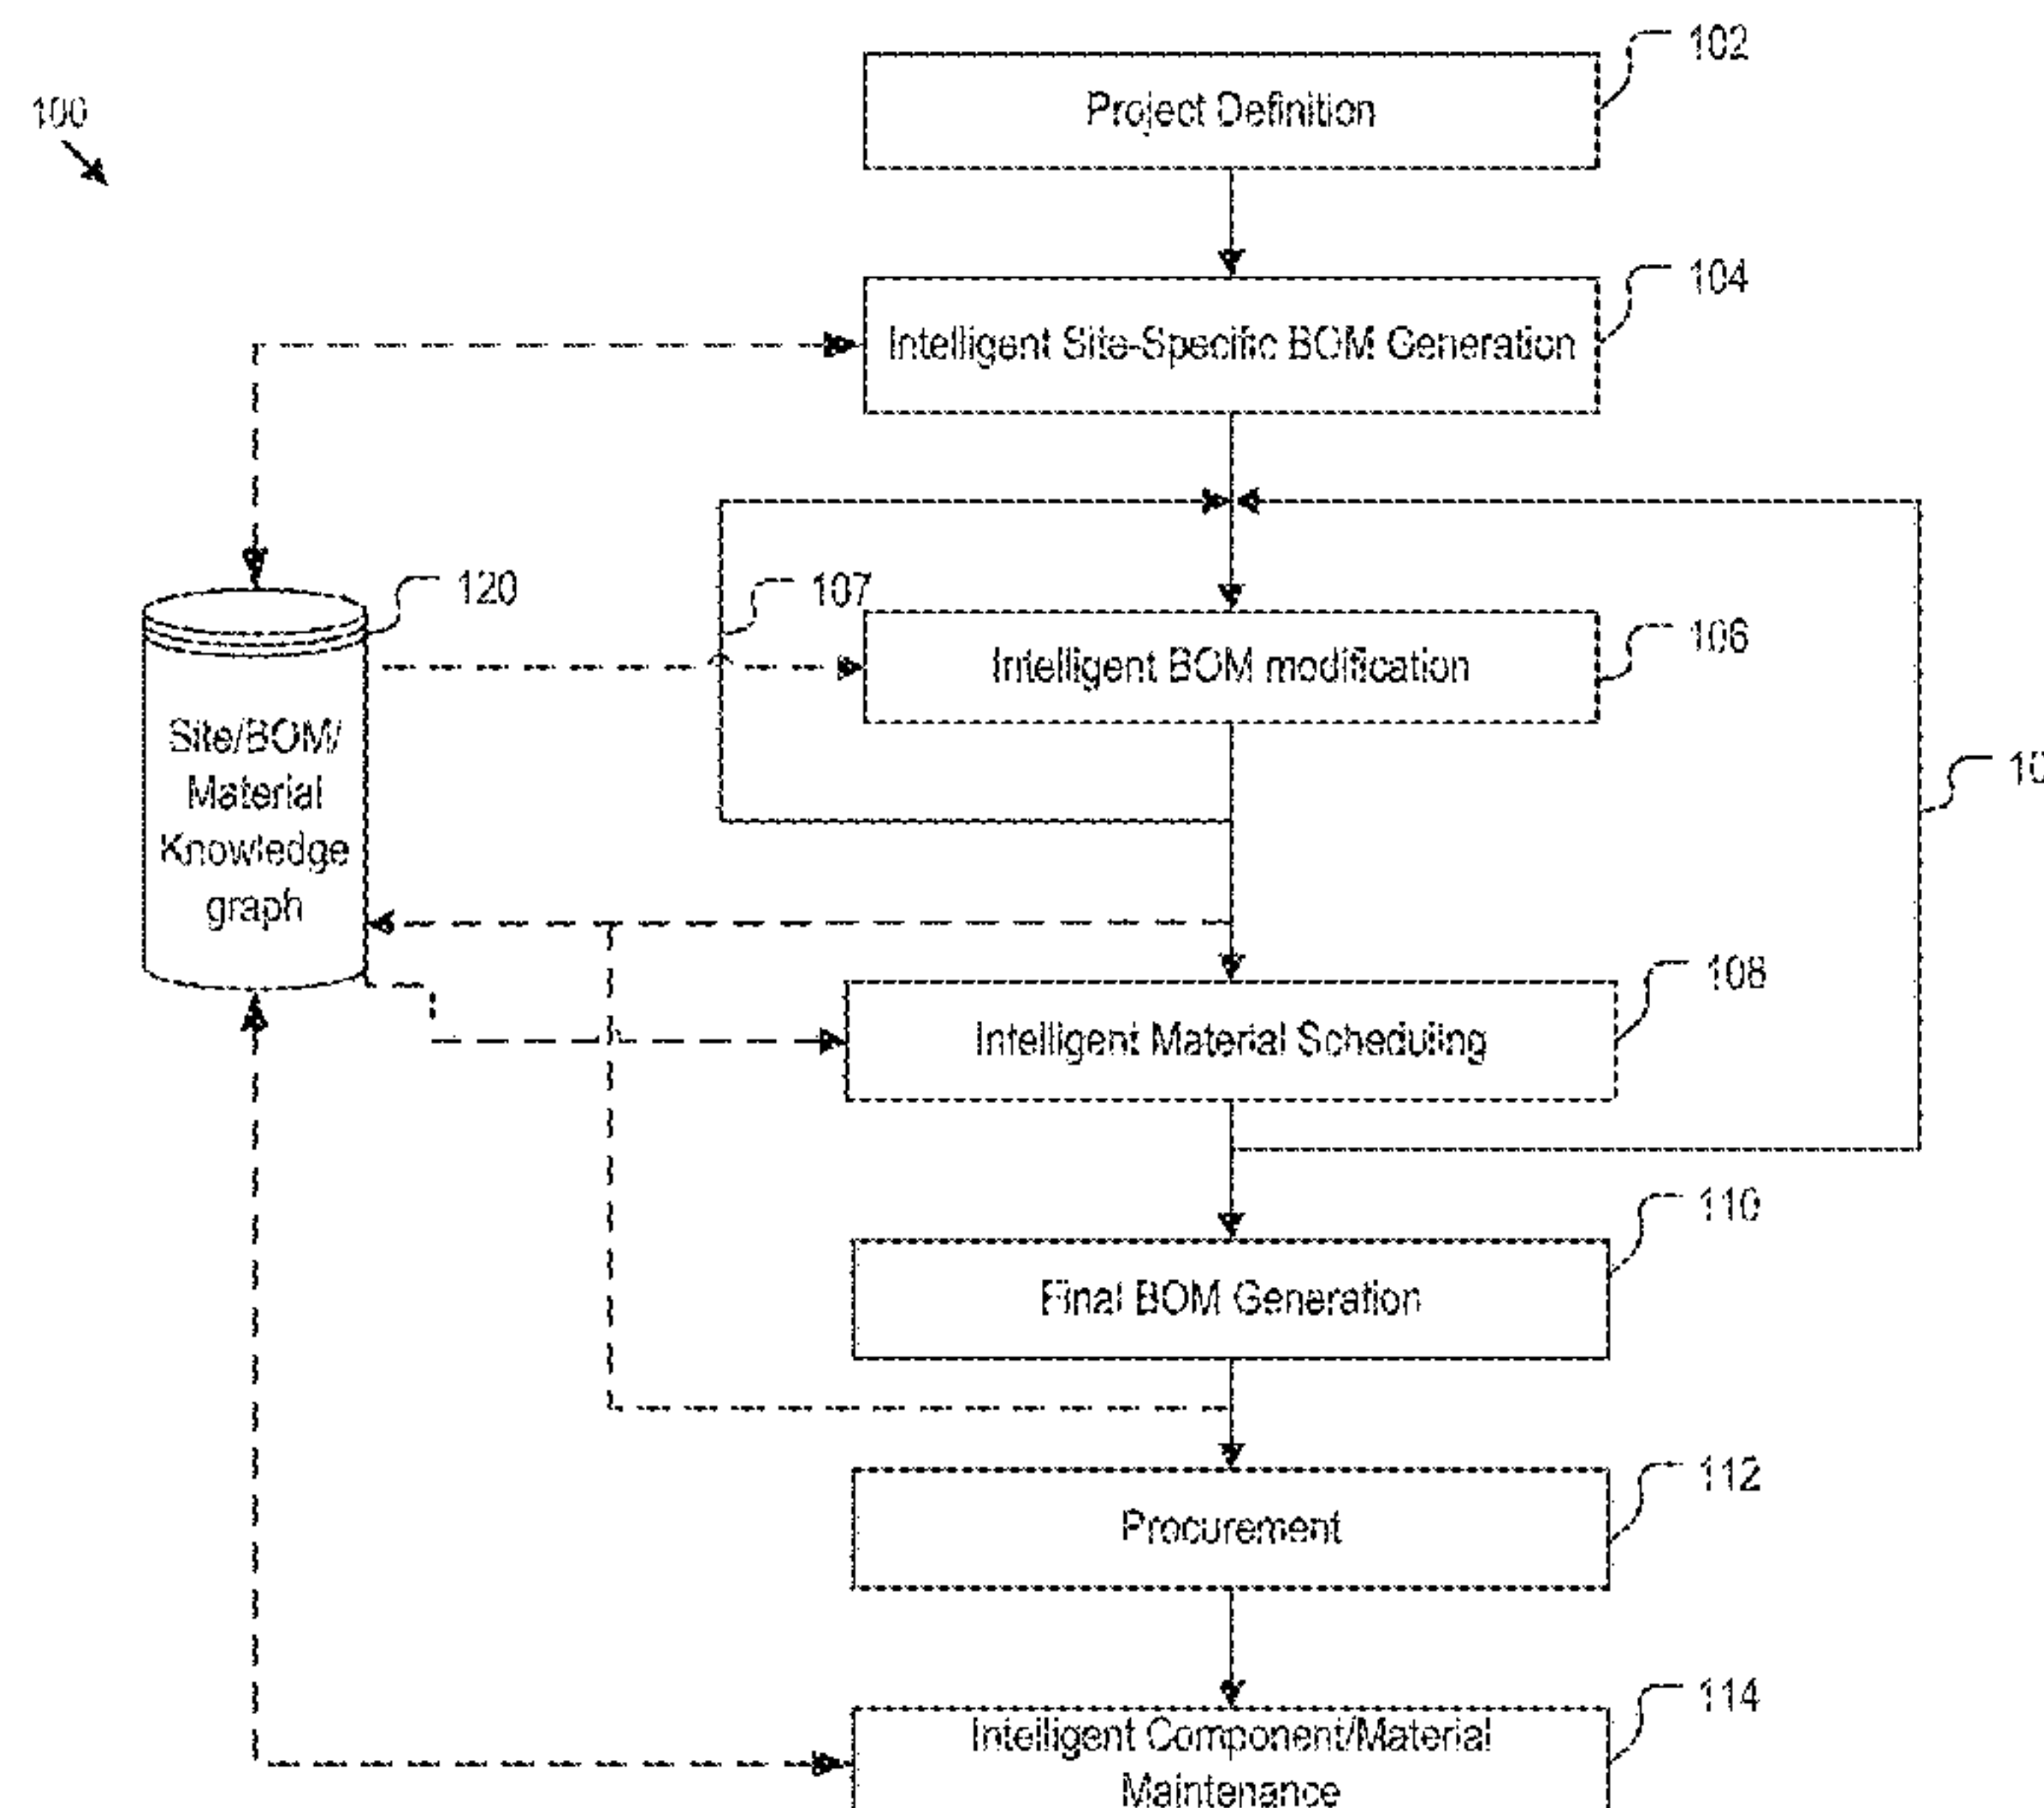 102
Project Definition
100
104
Intelligent Site-Specific BOM Generation
120
107
106
Intelligent BOM modification
Site/BOM/
Material
Knowledge
graph
10
108
Intelligent Material Scheduling
110
Final BOM Generation
112
Procurement
114
Intelligent Component/Material
Maintenance